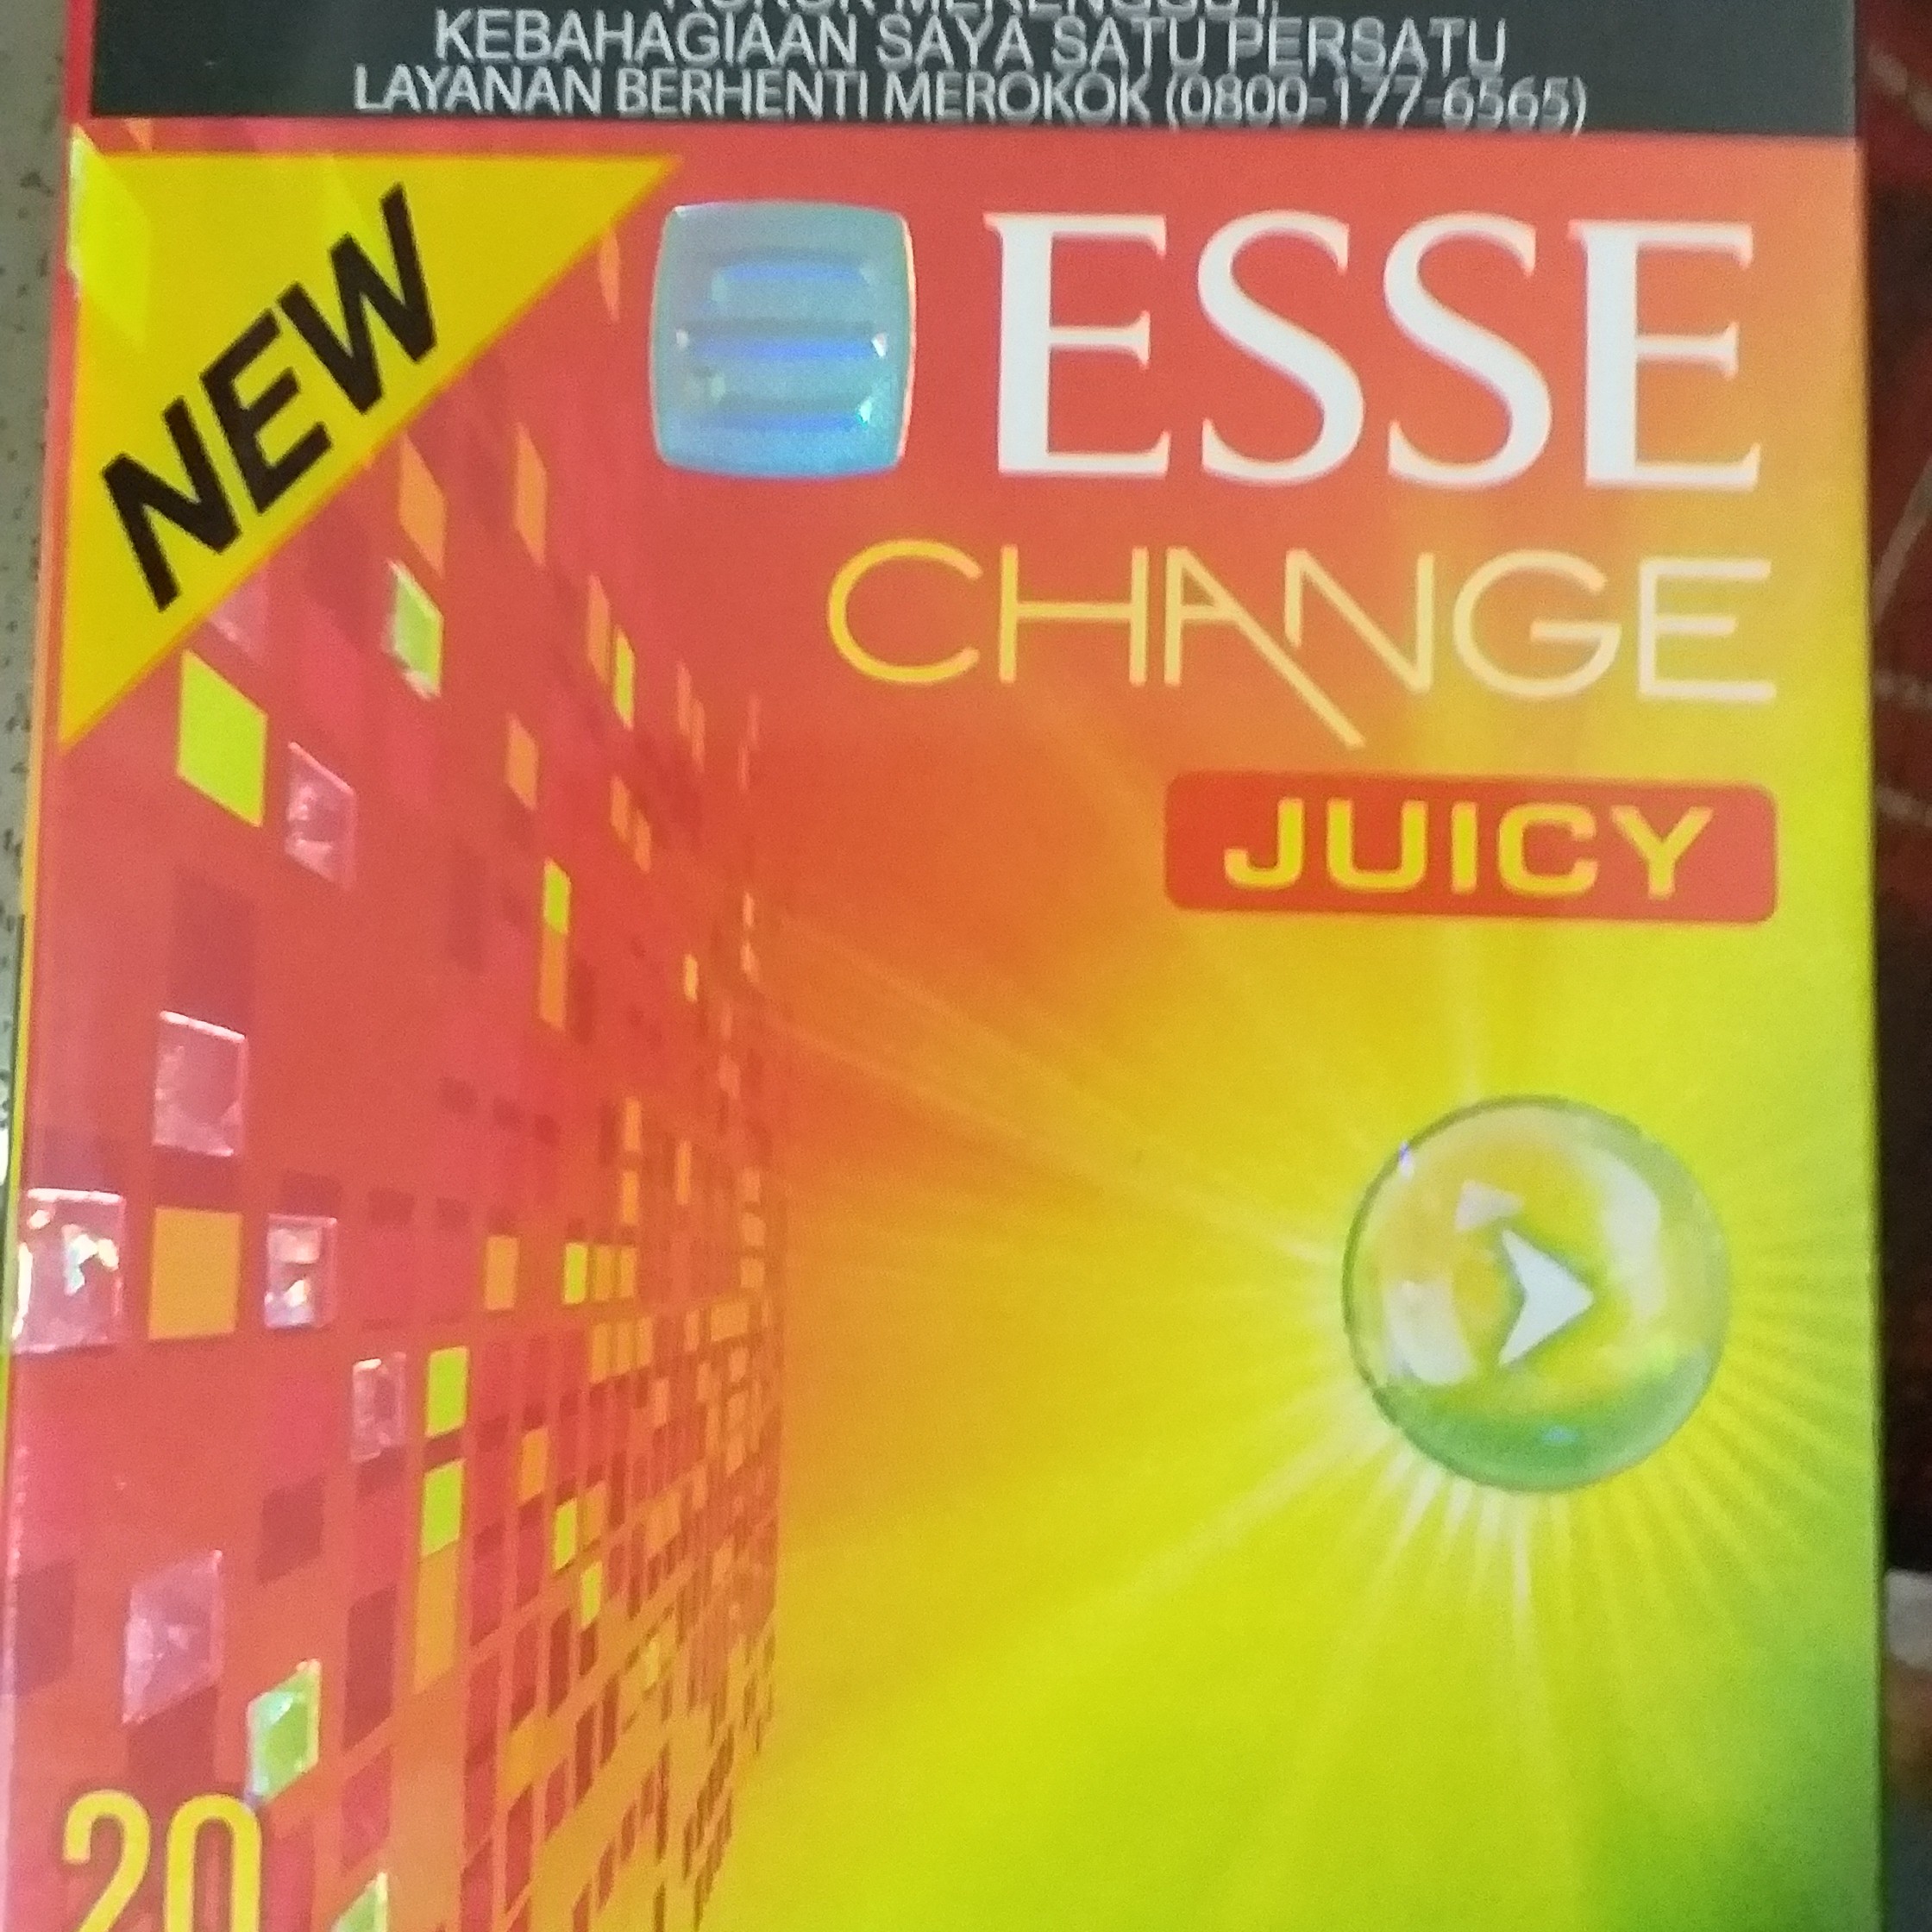 KEBAHAGIAAN SAYA SATU PERSATU
LAYANAN BERHENTI MEROKOK (0800-177-6565)
NEW
ESSE
CHANGE
JUICY
20